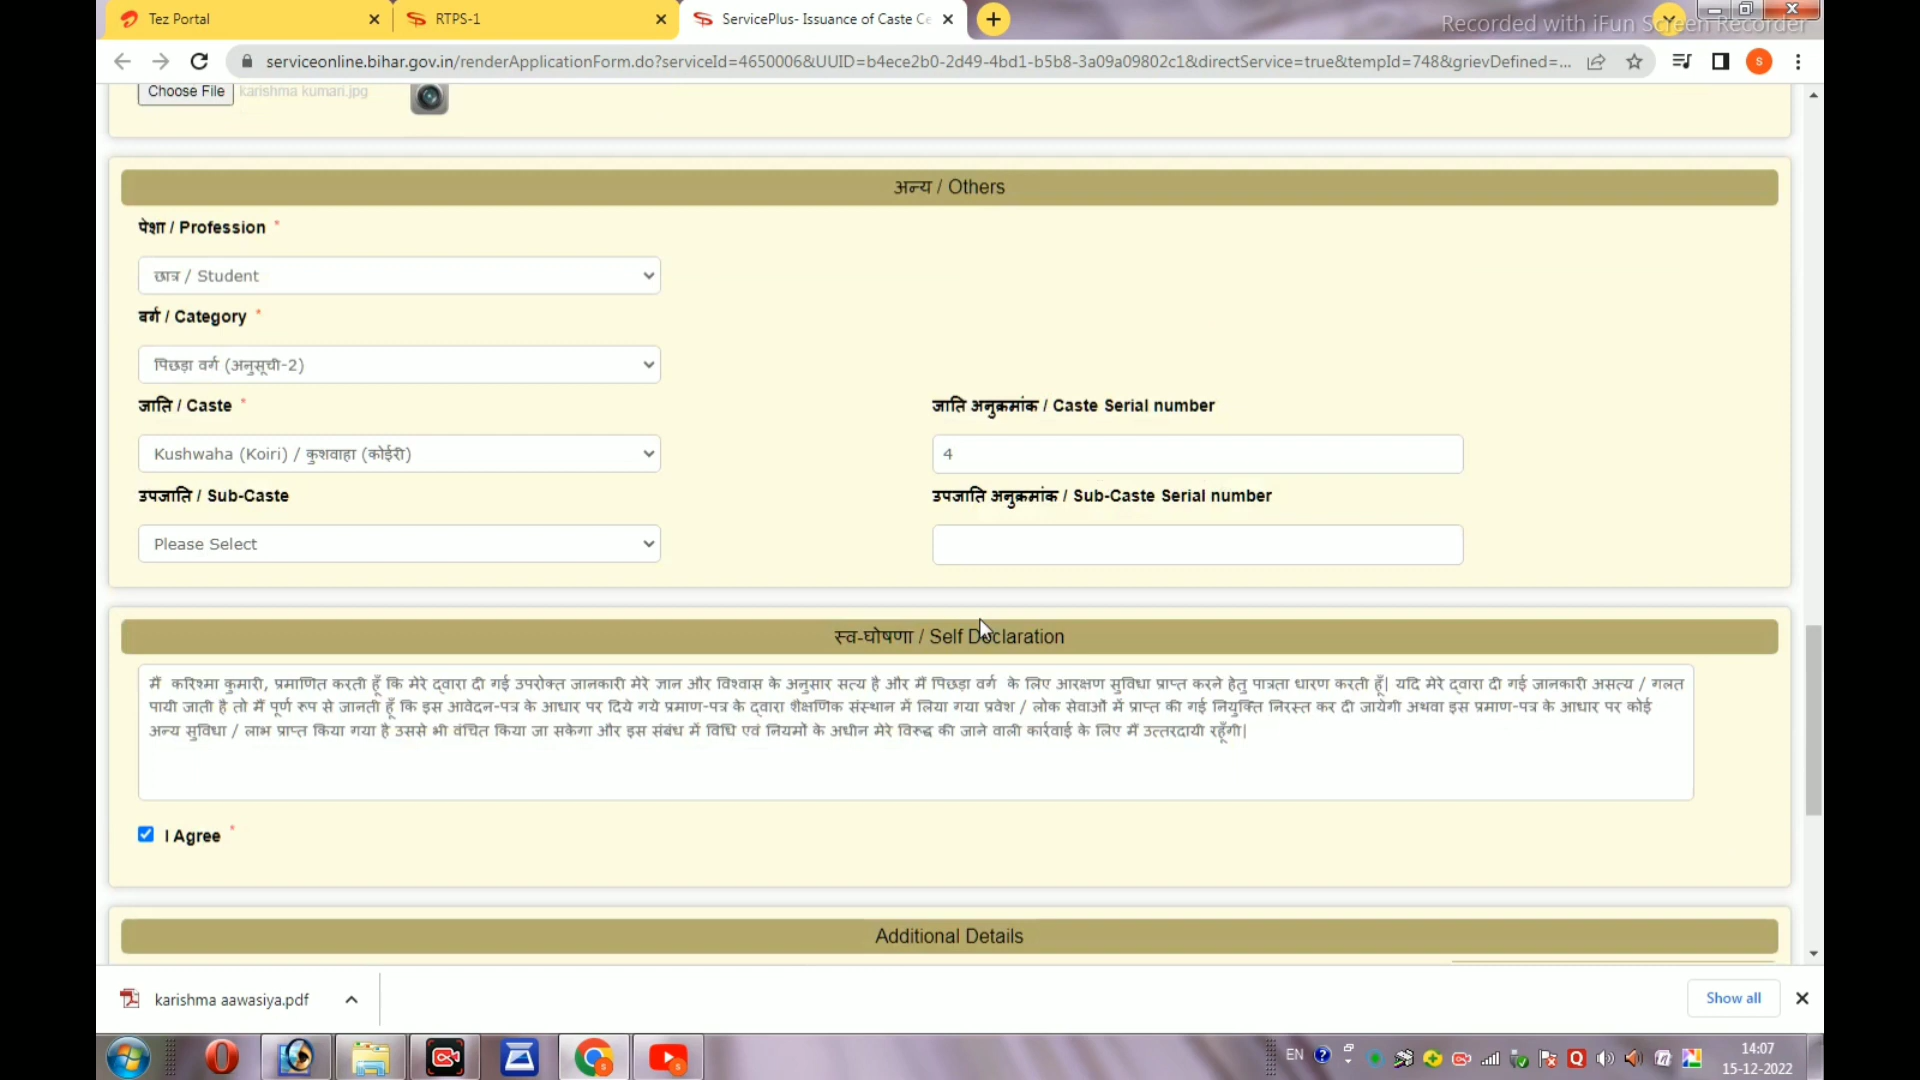 Tez Portal
RTPS-1
ServicePlus- Issuance of Caste Ce
Recorded with iFun Screen Recorder
serviceonline.bihar.gov.in/renderApplicationForm.do?serviceId=4650006&UUID=b4ece2b0-2d49-4bd1-b5b8-3a09a09802c1&directService=true&tempId=748&grievDefined=...
S
Choose File karishma kumari.jpg
अन्य / Others
पेशा / Profession *
छात्र / Student
वर्ग / Category *
पिछड़ा वर्ग (अनुसूची-2)
जाति / Caste *
जाति अनुक्रमांक / Caste Serial number
Kushwaha (Koiri) / कुशवाहा (कोईरी)
4
उपजाति / Sub-Caste
उपजाति अनुक्रमांक / Sub-Caste Serial number
Please Select
स्व-घोषणा / Self Declaration
मैं करिश्मा कुमारी, प्रमाणित करती हूँ कि मेरे द्वारा दी गई उपरोक्त जानकारी मेरे ज्ञान और विश्वास के अनुसार सत्य है और मैं पिछड़ा वर्ग के लिए आरक्षण सुविधा प्राप्त करने हेतु पात्रता धारण करती हूँ| यदि मेरे द्वारा दी गई जानकारी असत्य / गलत
पायी जाती है तो मैं पूर्ण रूप से जानती हूँ कि इस आवेदन-पत्र के आधार पर दिये गये प्रमाण-पत्र के द्वारा शैक्षणिक संस्थान में लिया गया प्रवेश / लोक सेवाओं में प्राप्त की गई नियुक्ति निरस्त कर दी जायेगी अथवा इस प्रमाण-पत्र के आधार पर कोई
अन्य सुविधा / लाभ प्राप्त किया गया है उससे भी वंचित किया जा सकेगा और इस संबंध में विधि एवं नियमों के अधीन मेरे विरूद्ध की जाने वाली कार्रवाई के लिए मैं उत्तरदायी रहूँगी|
I Agree *
Additional Details
karishma aawasiya.pdf
Show all
EN
14:07
15-12-2022